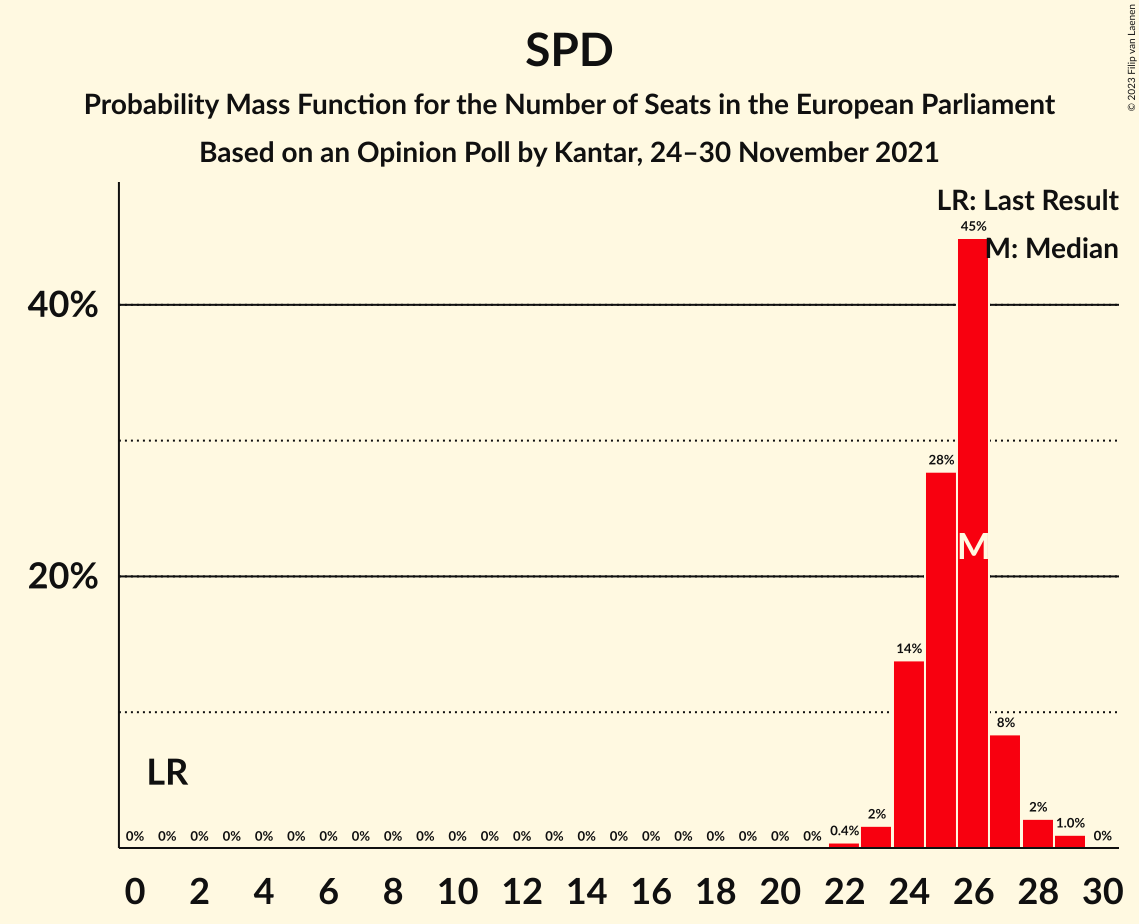 SPD
Probability Mass Function for the Number of Seats in the European Parliament
Based on an Opinion Poll by Kantar, 24–30 November 2021
© 2023 Filip van Laenen
LR: Last Result
M: Median
45%
40%
28%
M
20%
14%
8%
LR
0% 0% 0% 0% 0% 0% 0% 0% 0% 0% 0% 0% 0% 0% 0% 0% 0% 0% 0% 0% 0% 0% 0.4% 2% 2% 1.0% 0%
0 2 4 6 8 10 12 14 16 18 20 22 24 26 28 30